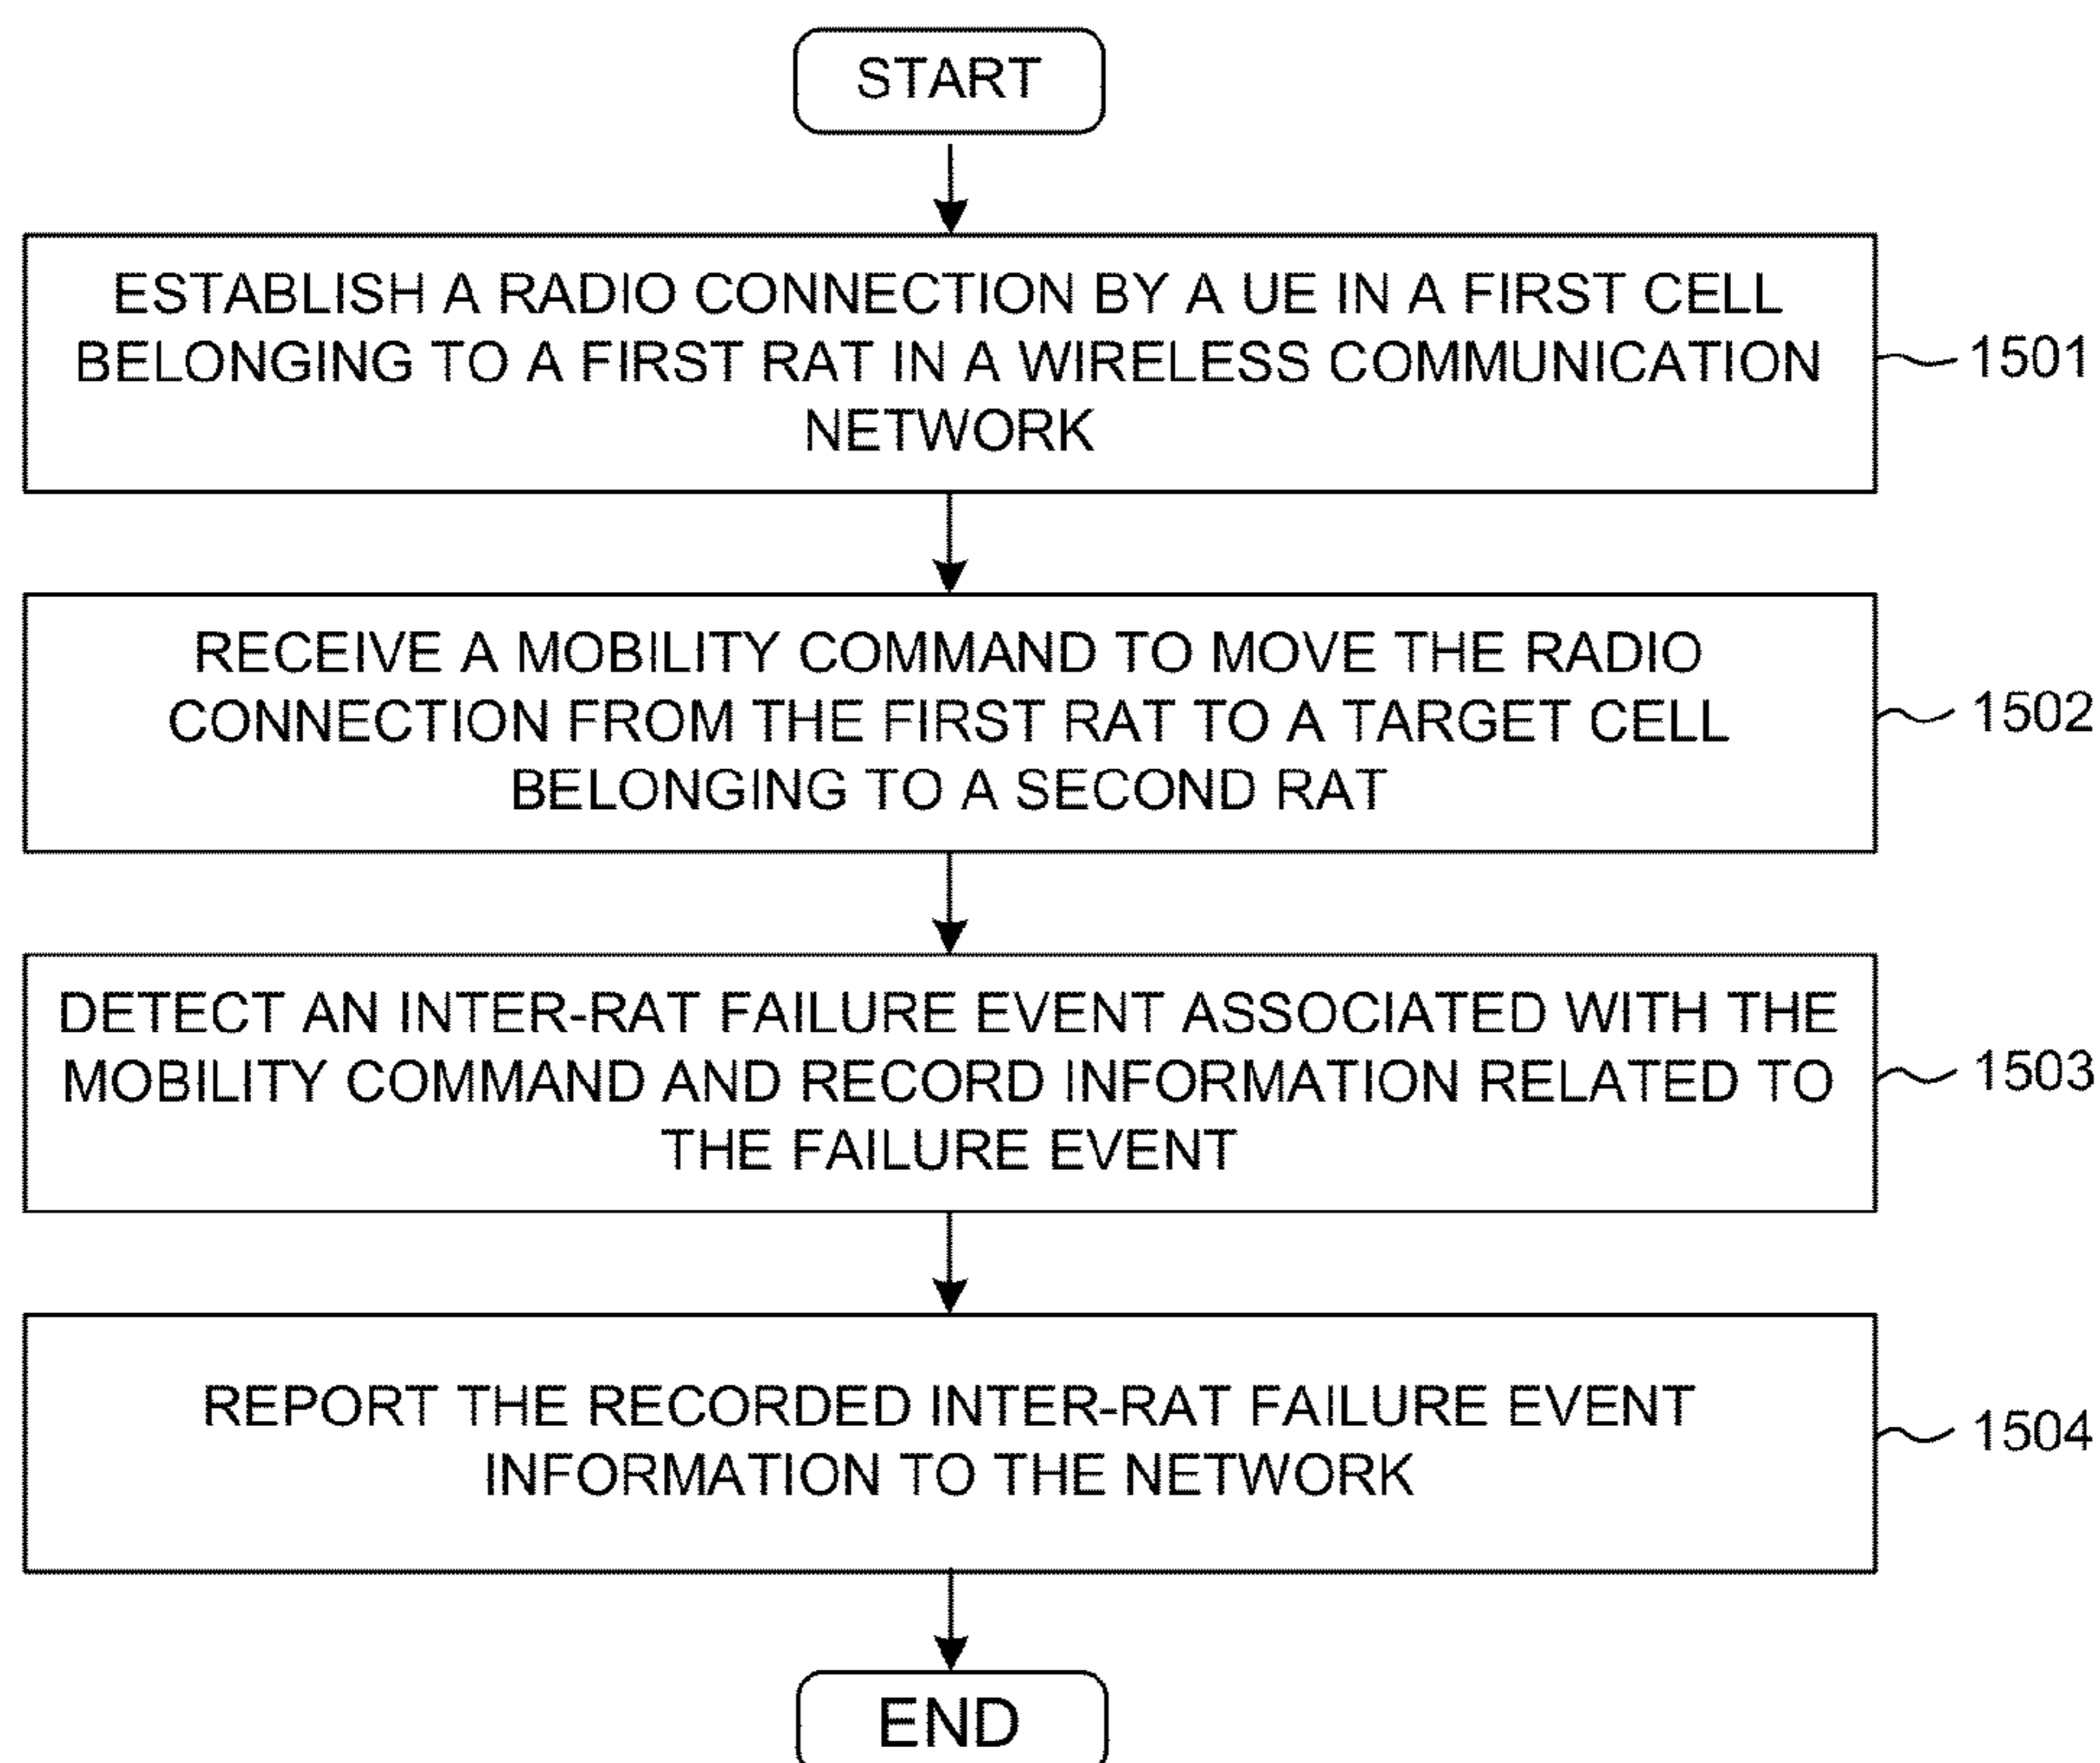 START
ESTABLISH A RADIO CONNECTION BY A UE IN A FIRST CELL
BELONGING TO A FIRST RAT IN A WIRELESS COMMUNICATION
NETWORK
1501
RECEIVE A MOBILITY COMMAND TO MOVE THE RADIO
CONNECTION FROM THE FIRST RAT TO A TARGET CELL
BELONGING TO A SECOND RAT
1502
DETECT AN INTER-RAT FAILURE EVENT ASSOCIATED WITH THE
MOBILITY COMMAND AND RECORD INFORMATION RELATED TO
THE FAILURE EVENT
1503
REPORT THE RECORDED INTER-RAT FAILURE EVENT
INFORMATION TO THE NETWORK
1504
END